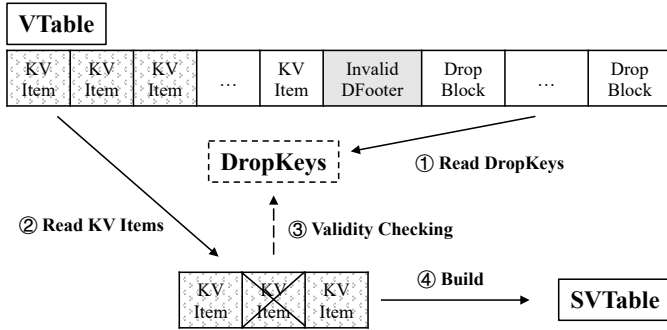 VTable
KV Item
KV Item
KV Item
...
KV Item
Invalid DFooter
Drop Block
...
Drop Block
DropKeys
① Read DropKeys
② Read KV Items
③ Validity Checking
KV Item
KV Item
KV Item
④ Build
SVTable